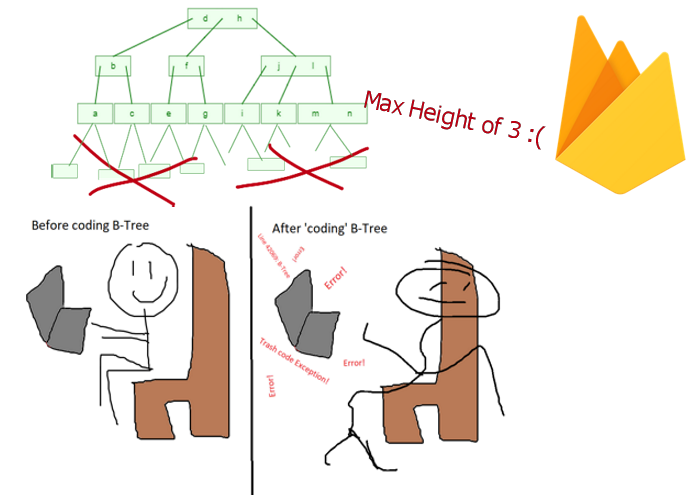 d h
b f j l
a c e g i k m n
Max Height of 3 :(
Before coding B-Tree
After 'coding' B-Tree
Error!
Error!
Trash code Exception!
Error!